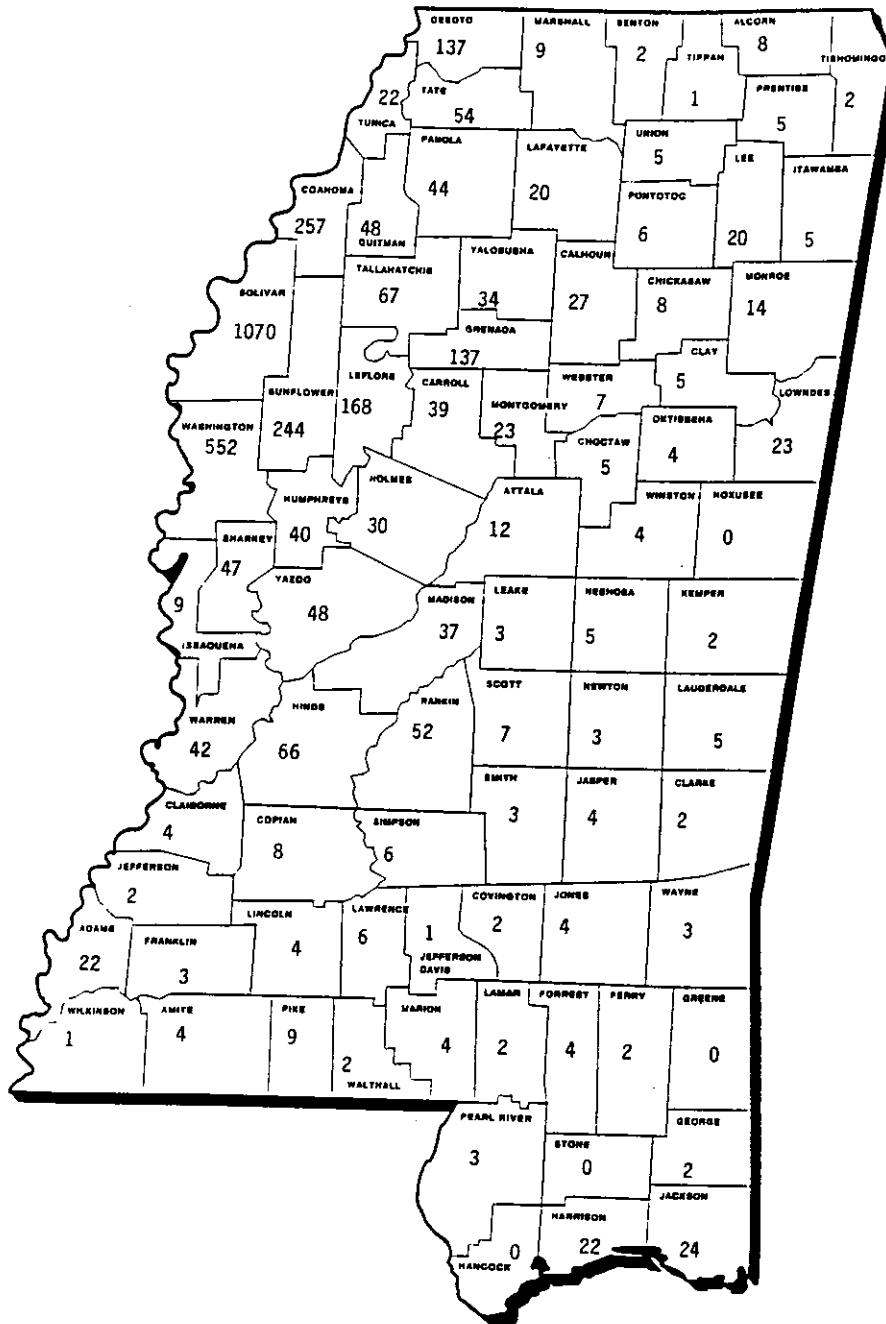 DESOTO
137
MARSHALL
9
BENTON
2
TIPPAH
1
ALCORN
8
TISHOMINGO
2
PRENTISS
5
22
TUNICA
TATE
54
PANOLA
44
LAFAYETTE
20
UNION
5
LEE
20
ITAWAMBA
5
PONTOTOC
6
COAHOMA
257
48
QUITMAN
TALLAHATCHIE
67
YALOBUSHA
34
CALHOUN
27
CHICKASAW
8
MONROE
14
BOLIVAR
1070
GRENADA
137
SUNFLOWER
244
LEFLORE
168
CARROLL
39
MONTGOMERY
23
WEBSTER
7
CLAY
5
LOWNDES
23
WASHINGTON
552
CHOCTAW
5
OKTIBBEHA
4
HUMPHREYS
40
HOLMES
30
ATTALA
12
WINSTON
4
NOXUBEE
0
SHARKEY
47
YAZOO
48
MADISON
37
LEAKE
3
NESHOBA
5
KEMPER
2
9
ISSAQUENA
WARREN
42
HINDS
66
RANKIN
52
SCOTT
7
NEWTON
3
LAUDERDALE
5
CLAIBORNE
4
COPIAH
8
SIMPSON
6
SMITH
3
JASPER
4
CLARKE
2
JEFFERSON
2
ADAMS
22
FRANKLIN
3
LINCOLN
4
LAWRENCE
6
1
JEFFERSON
DAVIS
COVINGTON
2
JONES
4
WAYNE
3
WILKINSON
1
AMITE
4
PIKE
9
2
WALTHALL
MARION
4
LAMAR
2
FORREST
4
PERRY
2
GREENE
0
PEARL RIVER
3
STONE
0
GEORGE
2
0
HANCOCK
HARRISON
22
JACKSON
24